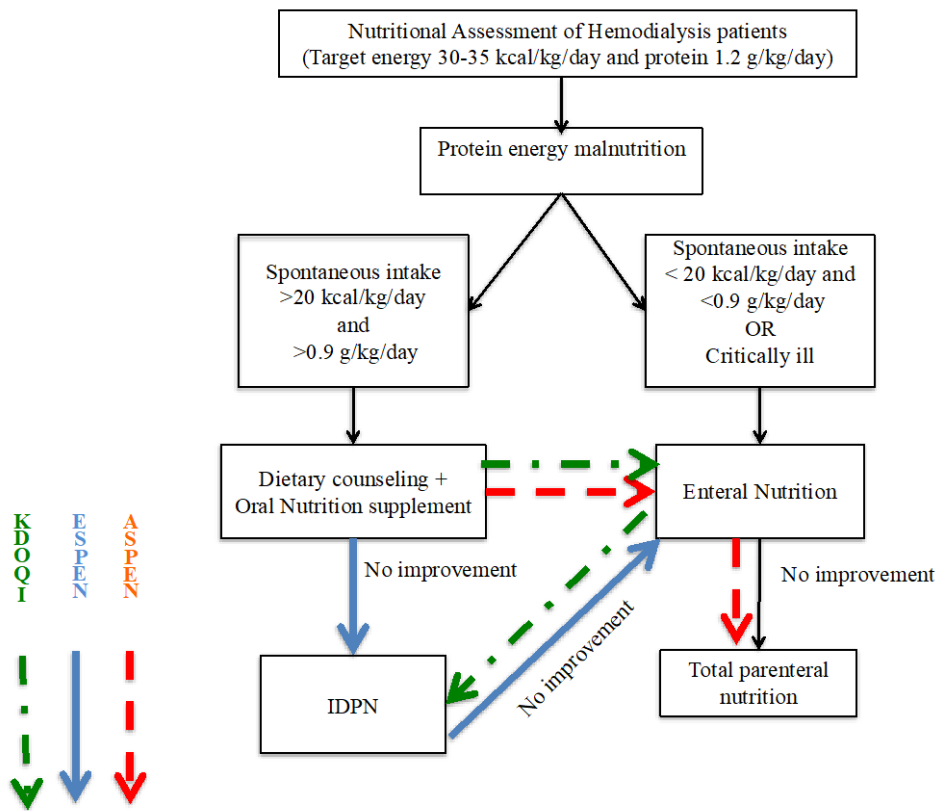 Nutritional Assessment of Hemodialysis patients
(Target energy 30-35 kcal/kg/day and protein 1.2 g/kg/day)
Protein energy malnutrition
Spontaneous intake
>20 kcal/kg/day
and
>0.9 g/kg/day
Spontaneous intake
< 20 kcal/kg/day and
<0.9 g/kg/day
OR
Critically ill
Dietary counseling +
Oral Nutrition supplement
Enteral Nutrition
No improvement
No improvement
No improvement
IDPN
Total parenteral
nutrition
KDOQI
ESPEN
ASPEN